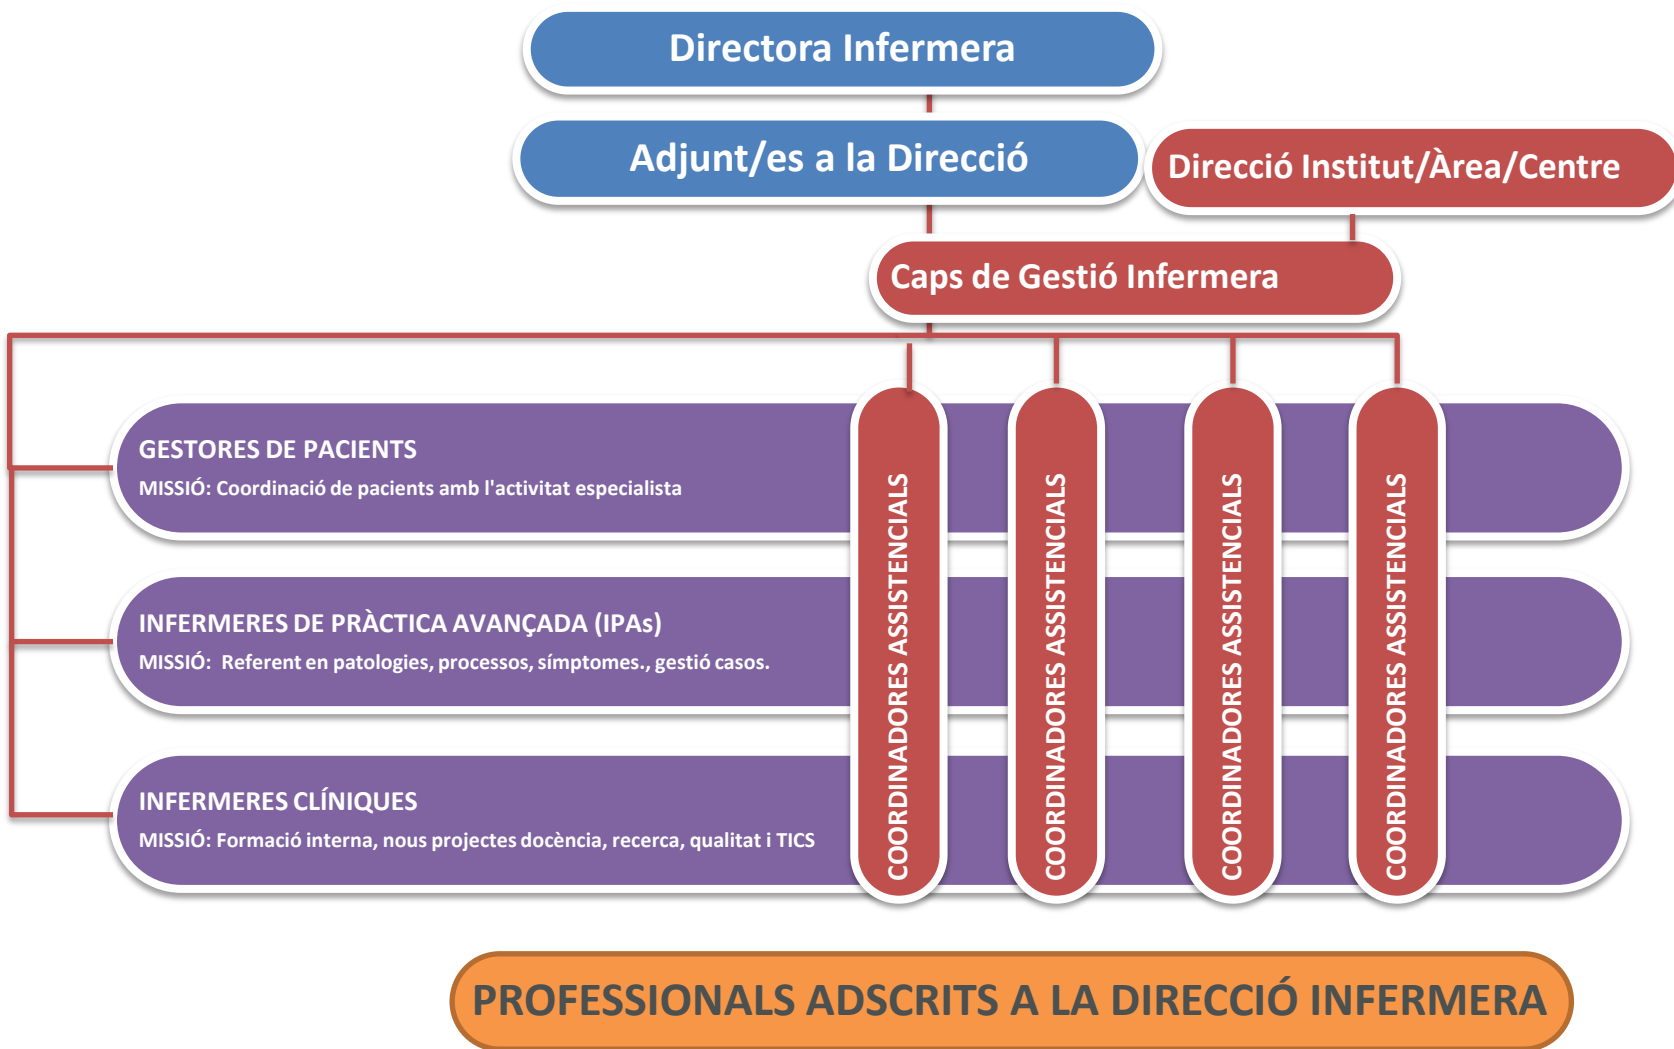 Directora Infermera
Adjunt/es a la Direcció
Direcció Institut/Àrea/Centre
Caps de Gestió Infermera
GESTORES DE PACIENTS
MISSIÓ: Coordinació de pacients amb l'activitat especialista
INFERMERES DE PRÀCTICA AVANÇADA (IPAs)
MISSIÓ: Referent en patologies, processos, símptomes., gestió casos.
INFERMERES CLÍNIQUES
MISSIÓ: Formació interna, nous projectes docència, recerca, qualitat i TICS
COORDINADORES ASSISTENCIALS
COORDINADORES ASSISTENCIALS
COORDINADORES ASSISTENCIALS
COORDINADORES ASSISTENCIALS
PROFESSIONALS ADSCRITS A LA DIRECCIÓ INFERMERA